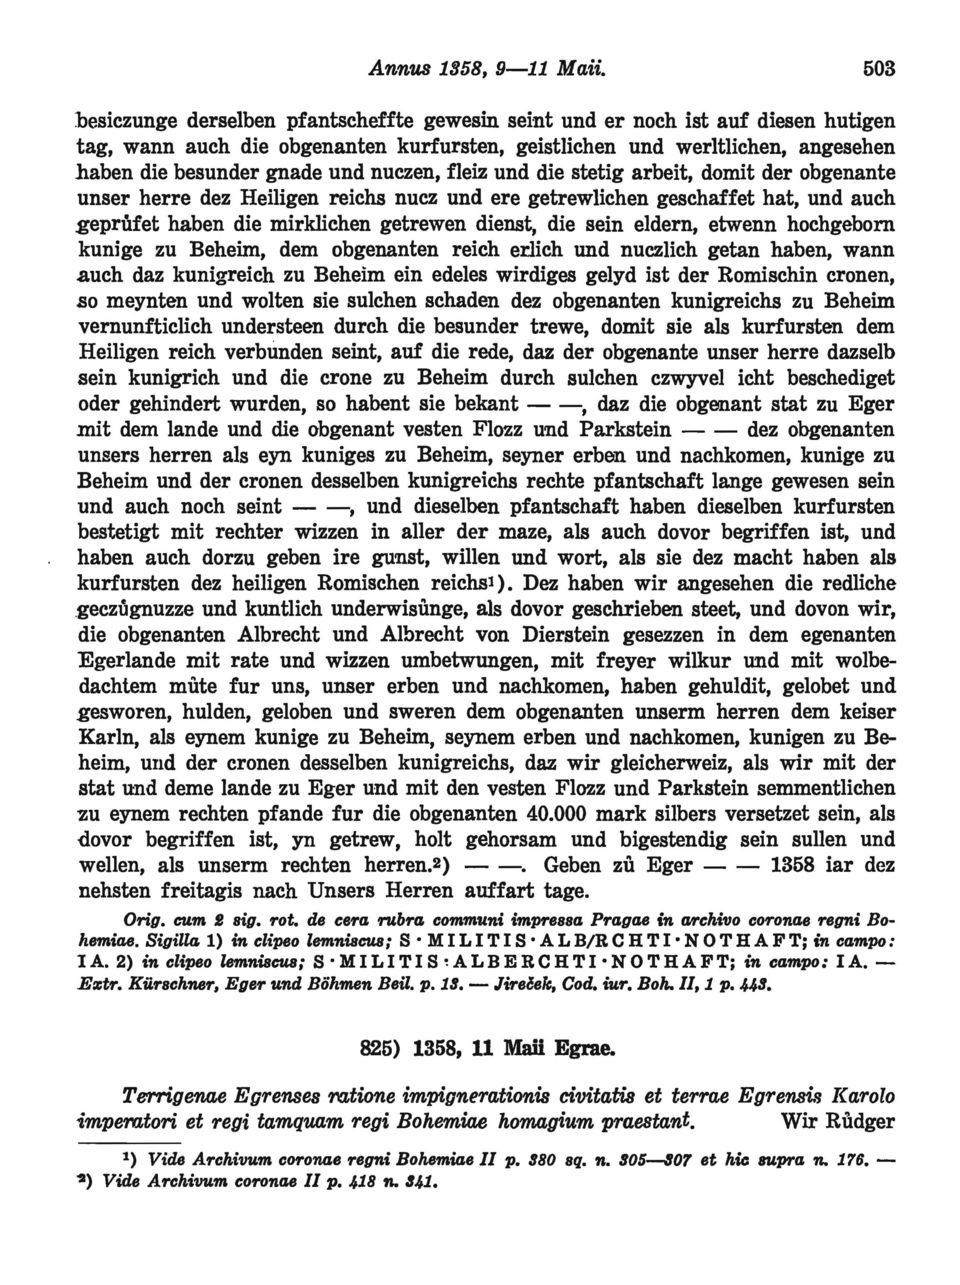 Annus 1358, 9—11 Maii. 503
besiczunge derselben pfantscheffte gewesin seint und er noch ist auf diesen hutigen
tag, wann auch die obgenanten kurfursten, geistlichen und werltlichen, angesehen
haben die besunder gnade und nuczen, fleiz und die stetig arbeit, domit der obgenante
unser herre dez Heiligen reichs nucz und ere getrewlichen geschaffet hat, und auch
geprůfet haben die mirklichen getrewen dienst, die sein eldern, etwenn hochgeborn
kunige zu Beheim, dem obgenanten reich erlich und nuczlich getan haben, wann
auch daz kunigreich zu Beheim ein edeles wirdiges gelyd ist der Romischin cronen,
so meynten und wolten sie sulchen schaden dez obgenanten kunigreichs zu Beheim
vernunfticlich understeen durch die besunder trewe, domit sie als kurfursten dem
Heiligen reich verbunden seint, auf die rede, daz der obgenante unser herre dazselb
sein kunigrich und die crone zu Beheim durch sulchen czwyvel icht beschediget
oder gehindert wurden, so habent sie bekant — —, daz die obgenant stat zu Eger
mit dem lande und die obgenant vesten Flozz und Parkstein — — dez obgenanten
unsers herren als eyn kuniges zu Beheim, seyner erben und nachkomen, kunige zu
Beheim und der cronen desselben kunigreichs rechte pfantschaft lange gewesen sein
und auch noch seint — —, und dieselben pfantschaft haben dieselben kurfursten
bestetigt mit rechter wizzen in aller der maze, als auch dovor begriffen ist, und
haben auch dorzu geben ire gunst, willen und wort, als sie dez macht haben als
kurfursten dez heiligen Romischen reichs¹). Dez haben wir angesehen die redliche
geczůgnuzze und kuntlich underwisůnge, als dovor geschrieben steet, und dovon wir,
die obgenanten Albrecht und Albrecht von Dierstein gesezzen in dem egenanten
Egerlande mit rate und wizzen umbetwungen, mit freyer wilkur und mit wolbe-
dachtem můte fur uns, unser erben und nachkomen, haben gehuldit, gelobet und
gesworen, hulden, geloben und sweren dem obgenanten unserm herren dem keiser
Karln, als eynem kunige zu Beheim, seynem erben und nachkomen, kunigen zu Be-
heim, und der cronen desselben kunigreichs, daz wir gleicherweiz, als wir mit der
stat und deme lande zu Eger und mit den vesten Flozz und Parkstein semmentlichen
zu eynem rechten pfande fur die obgenanten 40.000 mark silbers versetzet sein, als
dovor begriffen ist, yn getrew, holt gehorsam und bigestendig sein sullen und
wellen, als unserm rechten herren.²) — —. Geben zů Eger — — 1358 iar dez
nehsten freitagis nach Unsers Herren auffart tage.
Orig. cum 2 sig. rot. de cera rubra communi impressa Pragae in archivo coronae regni Bo-
hemiae. Sigilla 1) in clipeo lemniscus; S · MILITIS · ALB/RCHTI · NOTHAFT; in campo:
IA. 2) in clipeo lemniscus; S · MILITIS : ALBERCHTI · NOTHAFT; in campo: IA. —
Extr. Kürschner, Eger und Böhmen Beil. p. 13. — Jireček, Cod. iur. Boh. II, 1 p. 443.
825) 1358, 11 Maii Egrae.
Terrigenae Egrenses ratione impignerationis civitatis et terrae Egrensis Karolo
imperatori et regi tamquam regi Bohemiae homagium praestant. Wir Růdger
¹) Vide Archivum coronae regni Bohemiae II p. 380 sq. n. 305—307 et hic supra n. 176. —
²) Vide Archivum coronae II p. 418 n. 341.